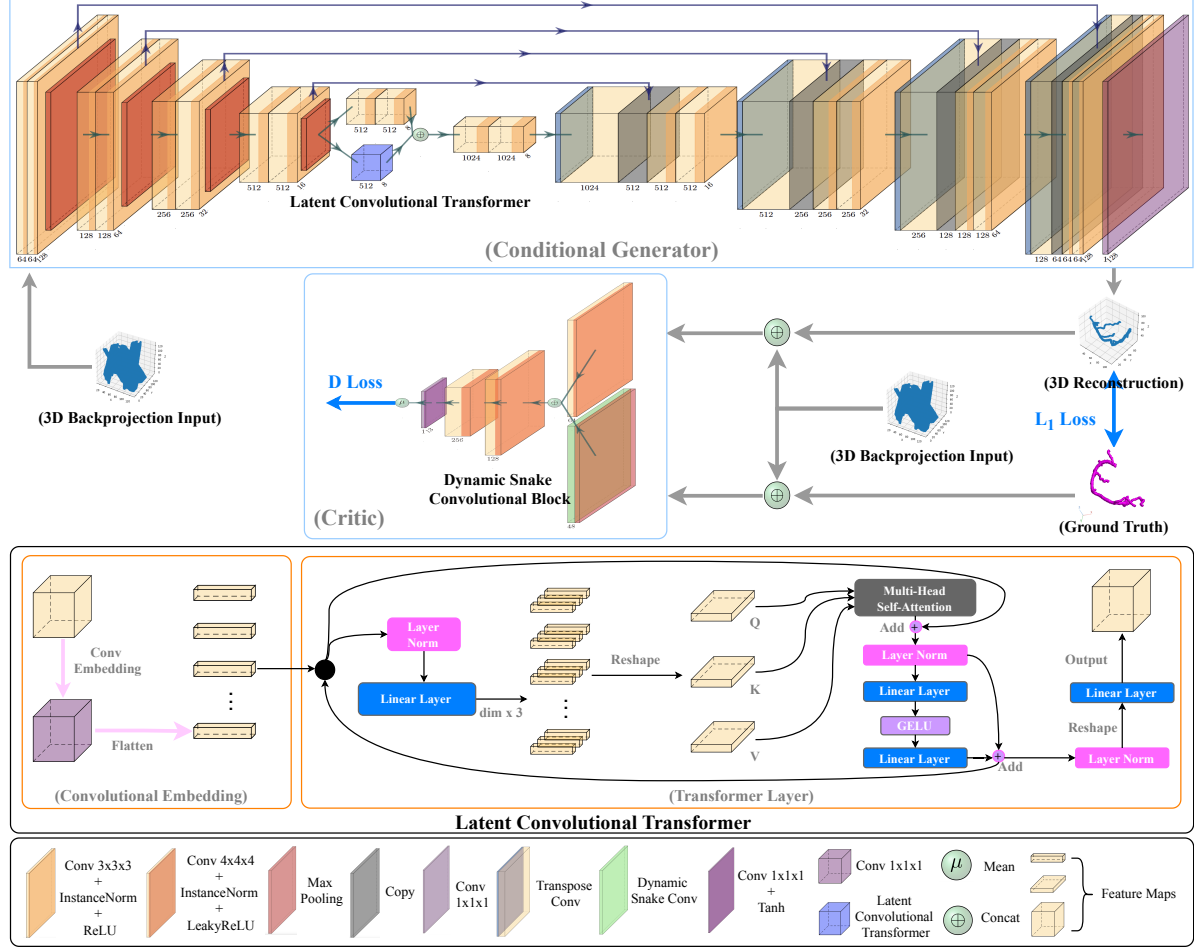 64 64 128
128 128 64
256 256 32
512 512 16
512 512
512 8
Latent Convolutional Transformer
1024 1024 8
1024 512 512 512 16
512 256 256 256 32
256 128 128 128 64
128 64 64 64 128
1 128
(Conditional Generator)
(3D Backprojection Input)
D Loss
μ
256
128
48
Dynamic Snake
Convolutional Block
(Critic)
(3D Backprojection Input)
(3D Reconstruction)
L1 Loss
(Ground Truth)
Conv
Embedding
Flatten
(Convolutional Embedding)
Layer
Norm
Linear Layer
dim x 3
Reshape
Q
K
V
Multi-Head
Self-Attention
Add
Layer Norm
Linear Layer
GELU
Linear Layer
Add
Layer Norm
Reshape
Linear Layer
Output
(Transformer Layer)
Latent Convolutional Transformer
Conv 3x3x3
+
InstanceNorm
+
ReLU
Conv 4x4x4
+
InstanceNorm
+
LeakyReLU
Max
Pooling
Copy
Conv
1x1x1
Transpose
Conv
Dynamic
Snake Conv
Conv 1x1x1
+
Tanh
Conv 1x1x1
Latent
Convolutional
Transformer
μ
Mean
Concat
Feature Maps